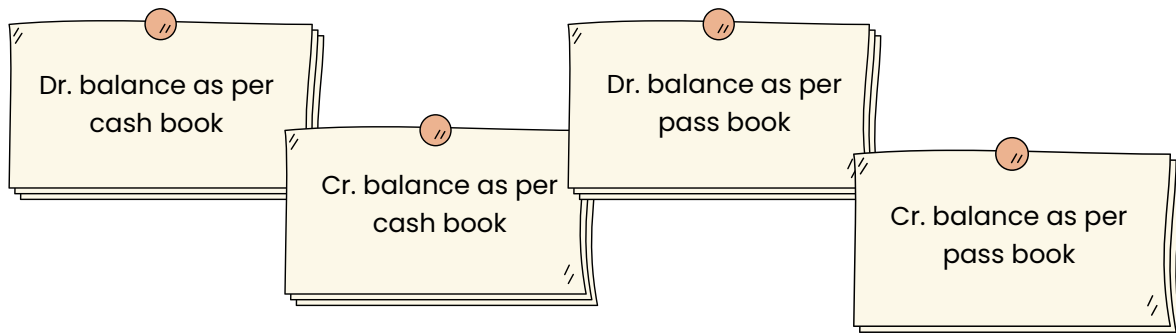 Dr. balance as per
cash book
Cr. balance as per
cash book
Dr. balance as per
pass book
Cr. balance as per
pass book